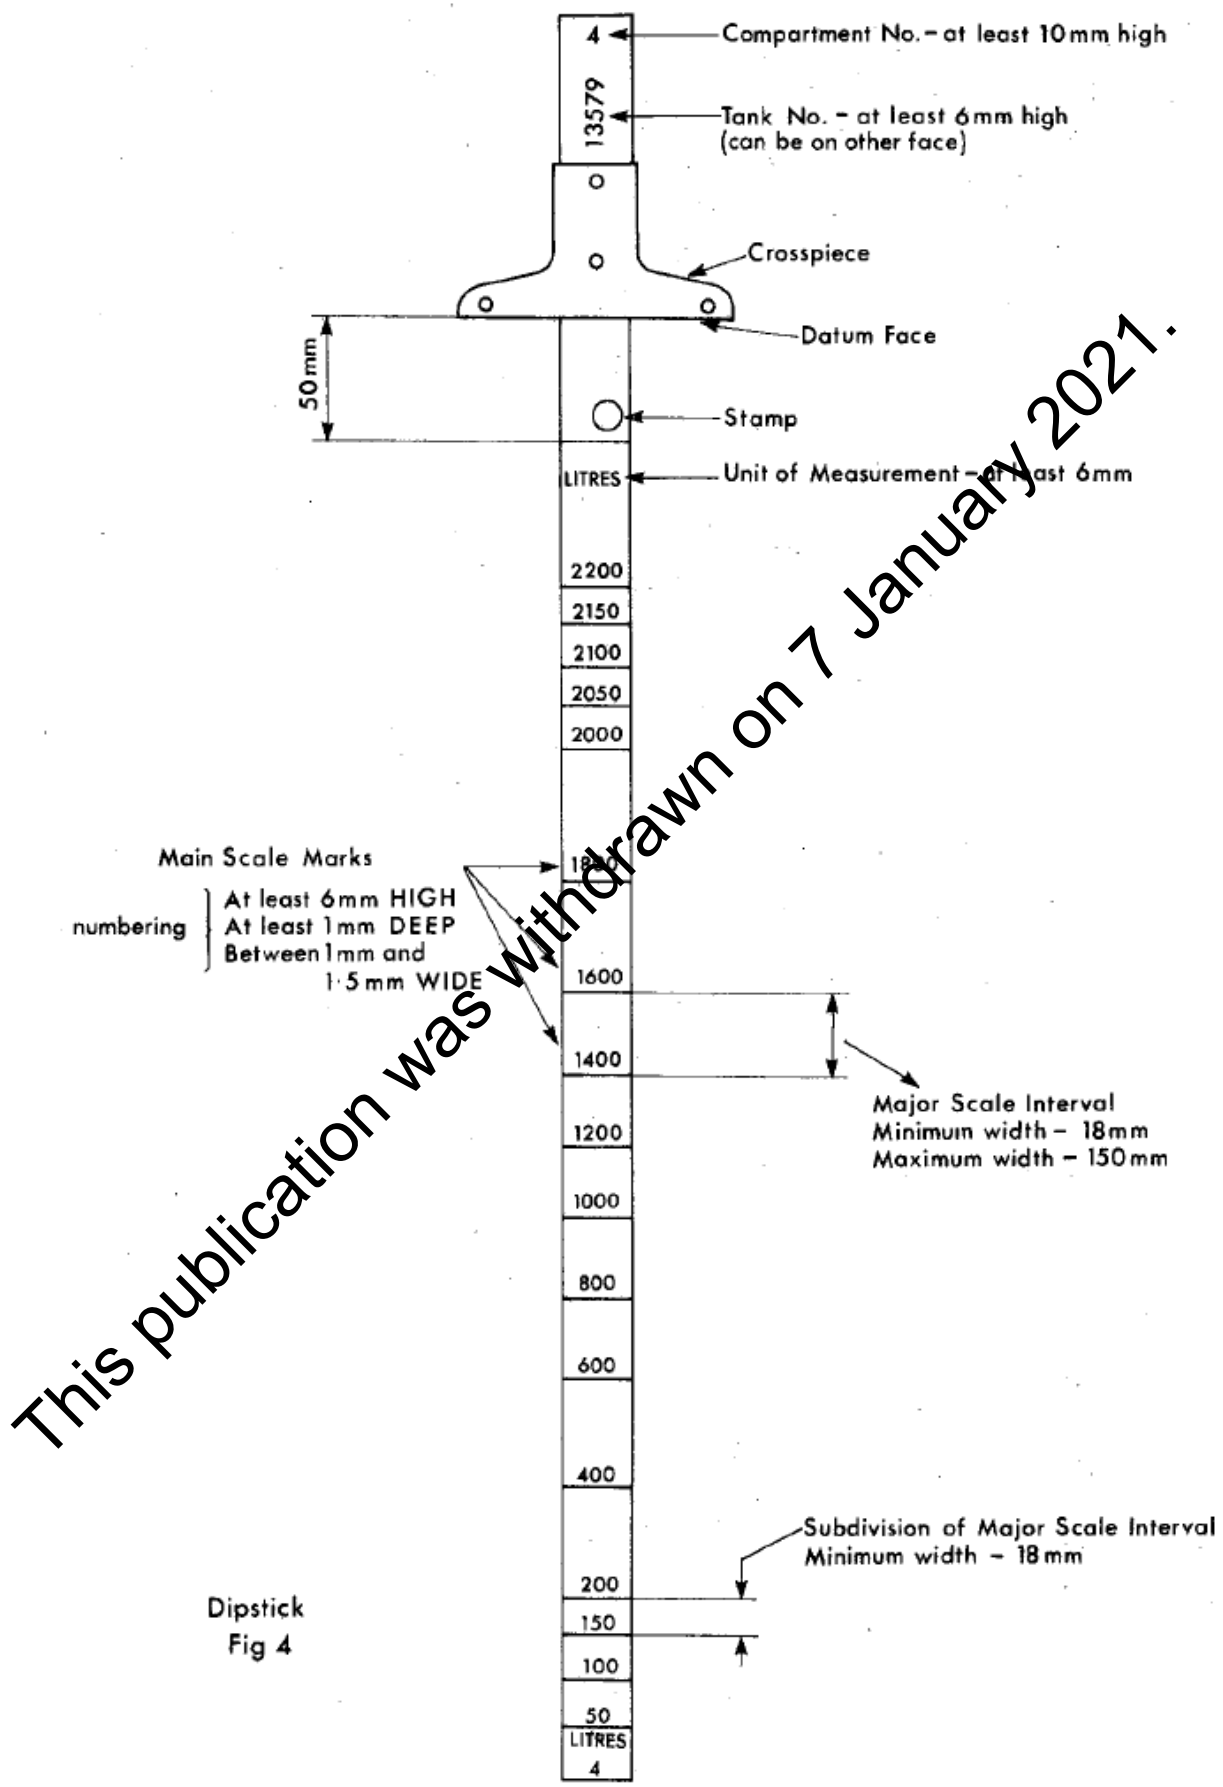 4
Compartment No. - at least 10mm high
13579
Tank No. - at least 6mm high
(can be on other face)
Crosspiece
Datum Face
50mm
Stamp
LITRES
Unit of Measurement - at least 6mm
2200
2150
2100
2050
2000
1800
Main Scale Marks
numbering
At least 6mm HIGH
At least 1mm DEEP
Between 1mm and
1·5mm WIDE
1600
1400
Major Scale Interval
Minimum width - 18mm
Maximum width - 150mm
1200
1000
800
600
400
Subdivision of Major Scale Interval
Minimum width - 18mm
200
150
100
50
LITRES
4
Dipstick
Fig 4
This publication was withdrawn on 7 January 2021.